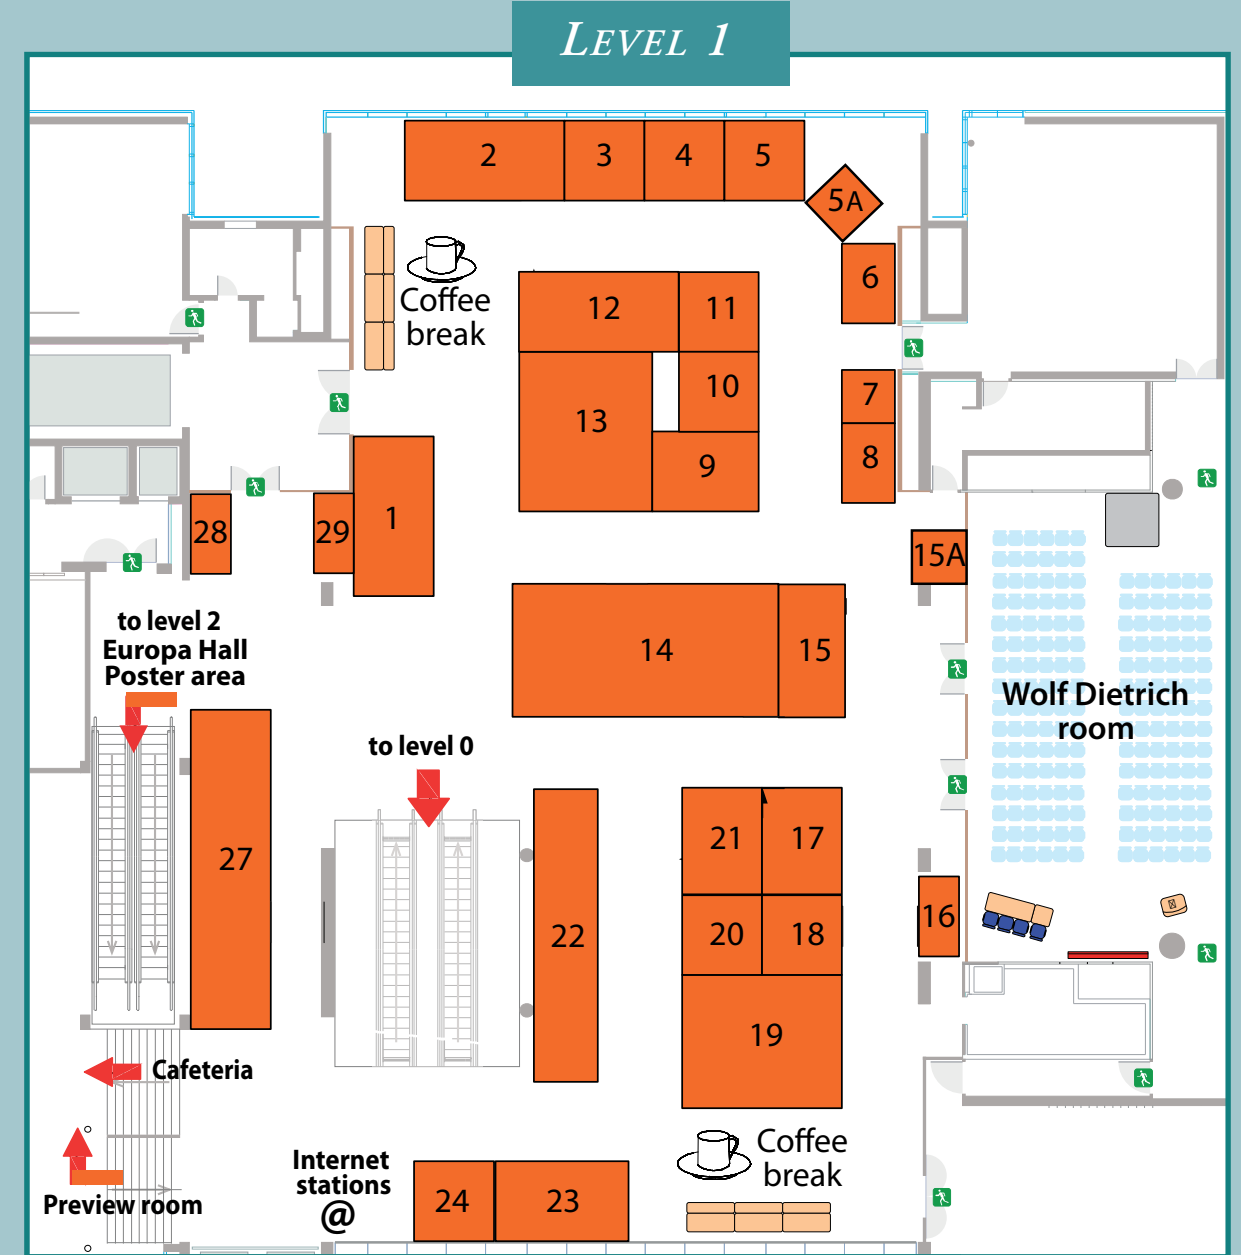 LEVEL 1
2
3
4
5
5A
6
Coffee
break
12
11
10
13
7
9
8
1
28
29
15A
to level 2
Europa Hall
Poster area
14
15
Wolf Dietrich
room
to level 0
21
17
27
16
22
20
18
19
Cafeteria
Coffee
break
Internet
stations
@
24
23
Preview room